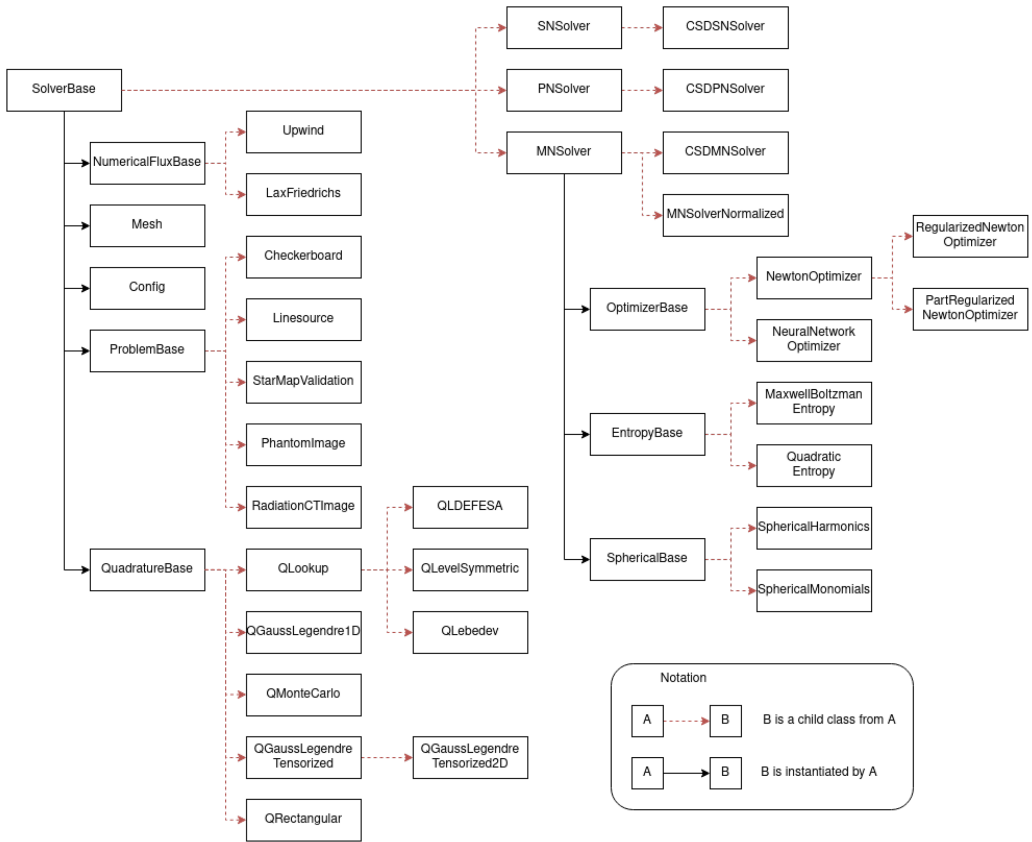 SNSolver
CSDSNSolver
SolverBase
PNSolver
CSDPNSolver
Upwind
NumericalFluxBase
MNSolver
CSDMNSolver
LaxFriedrichs
MNSolverNormalized
Mesh
RegularizedNewton
Optimizer
Checkerboard
NewtonOptimizer
Config
PartRegularized
NewtonOptimizer
OptimizerBase
Linesource
NeuralNetwork
Optimizer
ProblemBase
StarMapValidation
MaxwellBoltzman
Entropy
EntropyBase
PhantomImage
Quadratic
Entropy
RadiationCTImage
QLDEFESA
SphericalHarmonics
SphericalBase
QuadratureBase
QLookup
QLevelSymmetric
SphericalMonomials
QGaussLegendre1D
QLebedev
QMonteCarlo
QGaussLegendre
Tensorized
QGaussLegendre
Tensorized2D
QRectangular
Notation
A
B
B is a child class from A
A
B
B is instantiated by A